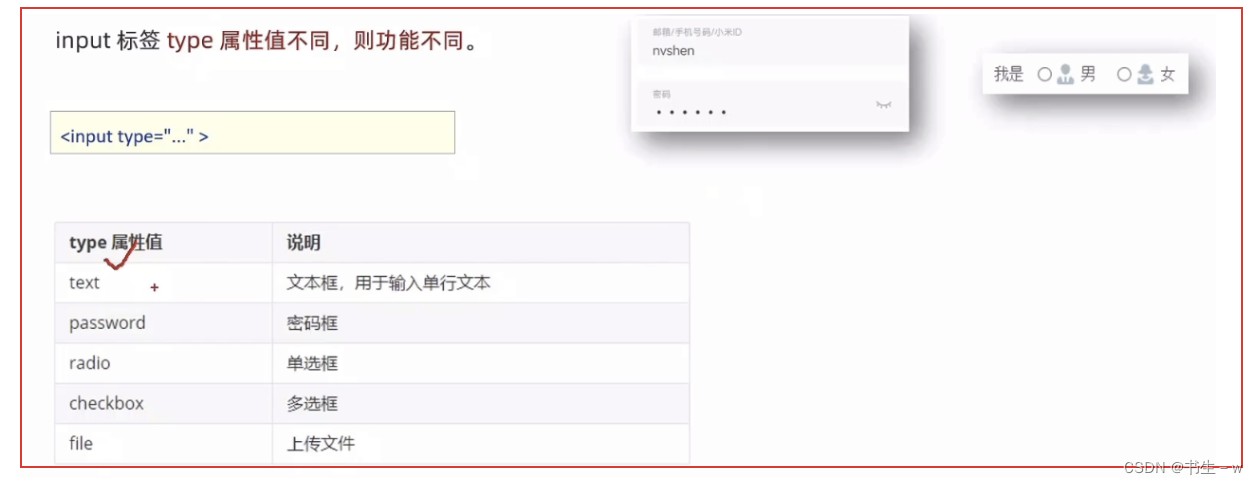 input 标签 type 属性值不同，则功能不同。
邮箱/手机号码/小米ID
nvshen
密码
••••••
我是 男 女
<input type="..." >
type 属性值 说明
text 文本框，用于输入单行文本
password 密码框
radio 单选框
checkbox 多选框
file 上传文件
CSDN @书生-w